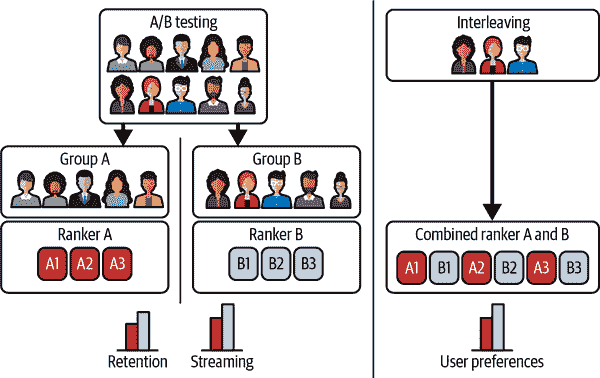 A/B testing
Interleaving
Group A
Group B
Ranker A
Ranker B
Combined ranker A and B
A1 A2 A3
B1 B2 B3
A1 B1 A2 B2 A3 B3
Retention
Streaming
User preferences